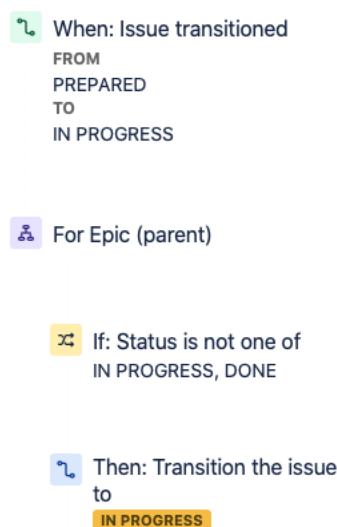 When: Issue transitioned
FROM
PREPARED
TO
IN PROGRESS
For Epic (parent)
If: Status is not one of
IN PROGRESS, DONE
Then: Transition the issue
to
IN PROGRESS